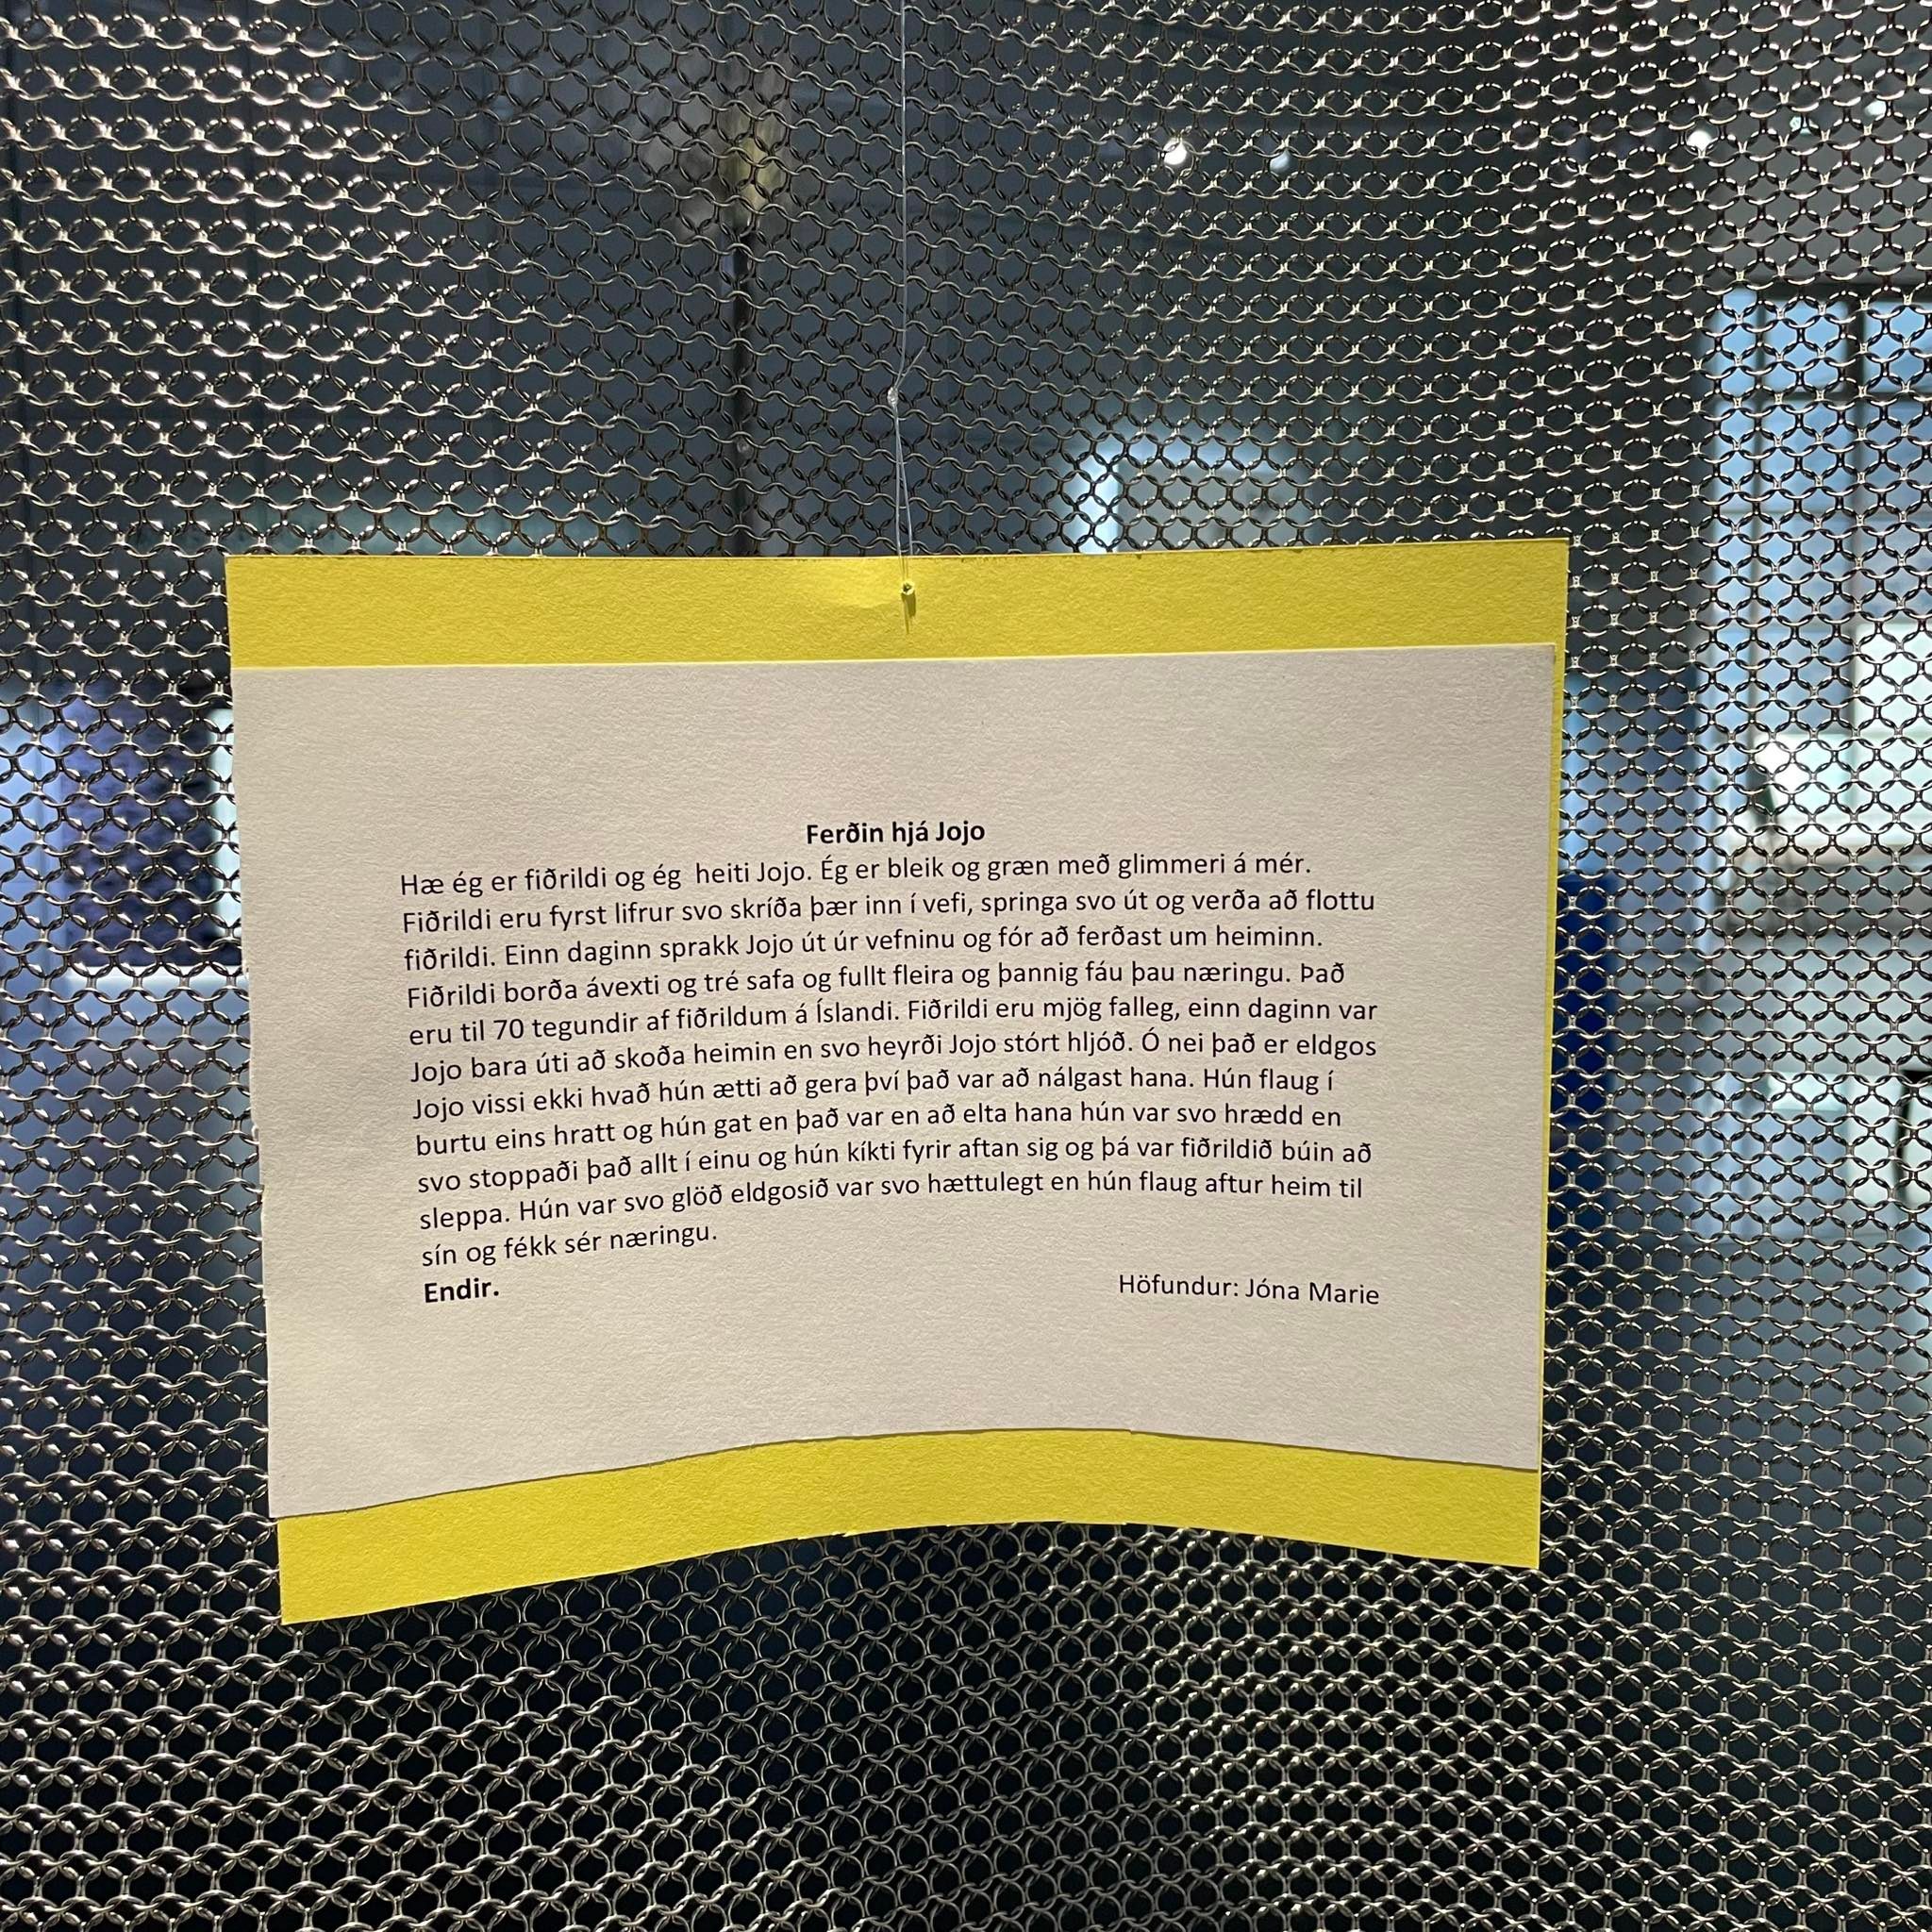 Ferðin hjá Jojo
Hæ ég er fiðrildi og ég heiti Jojo. Ég er bleik og græn með glimmeri á mér.
Fiðrildi eru fyrst lifrur svo skríða þær inn í vefi, springa svo út og verða að flottu
fiðrildi. Einn daginn sprakk Jojo út úr vefninu og fór að ferðast um heiminn.
Fiðrildi borða ávexti og tré safa og fullt fleira og þannig fáu þau næringu. Það
eru til 70 tegundir af fiðrildum á Íslandi. Fiðrildi eru mjög falleg, einn daginn var
Jojo bara úti að skoða heimin en svo heyrði Jojo stórt hljóð. Ó nei það er eldgos
Jojo vissi ekki hvað hún ætti að gera því það var að nálgast hana. Hún flaug í
burtu eins hratt og hún gat en það var en að elta hana hún var svo hrædd en
svo stoppaði það allt í einu og hún kíkti fyrir aftan sig og þá var fiðrildið búin að
sleppa. Hún var svo glöð eldgosið var svo hættulegt en hún flaug aftur heim til
sín og fékk sér næringu.
Endir. Höfundur: Jóna Marie